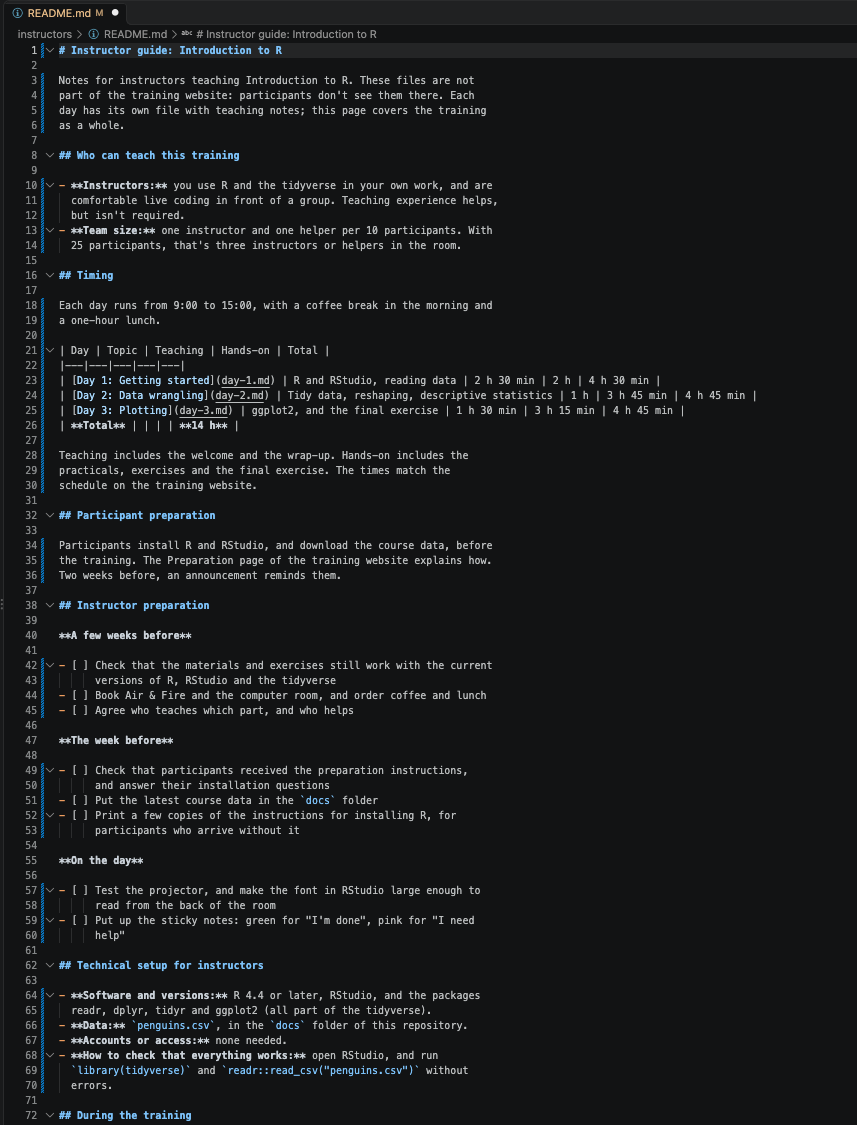 README.md M
instructors > README.md > abc # Instructor guide: Introduction to R
1 # Instructor guide: Introduction to R
2
3 Notes for instructors teaching Introduction to R. These files are not
4 part of the training website: participants don't see them there. Each
5 day has its own file with teaching notes; this page covers the training
6 as a whole.
7
8 ## Who can teach this training
9
10 - **Instructors:** you use R and the tidyverse in your own work, and are
11 comfortable live coding in front of a group. Teaching experience helps,
12 but isn't required.
13 - **Team size:** one instructor and one helper per 10 participants. With
14 25 participants, that's three instructors or helpers in the room.
15
16 ## Timing
17
18 Each day runs from 9:00 to 15:00, with a coffee break in the morning and
19 a one-hour lunch.
20
21 | Day | Topic | Teaching | Hands-on | Total |
22 |---|---|---|---|---|
23 | [Day 1: Getting started](day-1.md) | R and RStudio, reading data | 2 h 30 min | 2 h | 4 h 30 min |
24 | [Day 2: Data wrangling](day-2.md) | Tidy data, reshaping, descriptive statistics | 1 h | 3 h 45 min | 4 h 45 min |
25 | [Day 3: Plotting](day-3.md) | ggplot2, and the final exercise | 1 h 30 min | 3 h 15 min | 4 h 45 min |
26 | **Total** | | | | **14 h** |
27
28 Teaching includes the welcome and the wrap-up. Hands-on includes the
29 practicals, exercises and the final exercise. The times match the
30 schedule on the training website.
31
32 ## Participant preparation
33
34 Participants install R and RStudio, and download the course data, before
35 the training. The Preparation page of the training website explains how.
36 Two weeks before, an announcement reminds them.
37
38 ## Instructor preparation
39
40 **A few weeks before**
41
42 - [ ] Check that the materials and exercises still work with the current
43 versions of R, RStudio and the tidyverse
44 - [ ] Book Air & Fire and the computer room, and order coffee and lunch
45 - [ ] Agree who teaches which part, and who helps
46
47 **The week before**
48
49 - [ ] Check that participants received the preparation instructions,
50 and answer their installation questions
51 - [ ] Put the latest course data in the `docs` folder
52 - [ ] Print a few copies of the instructions for installing R, for
53 participants who arrive without it
54
55 **On the day**
56
57 - [ ] Test the projector, and make the font in RStudio large enough to
58 read from the back of the room
59 - [ ] Put up the sticky notes: green for "I'm done", pink for "I need
60 help"
61
62 ## Technical setup for instructors
63
64 - **Software and versions:** R 4.4 or later, RStudio, and the packages
65 readr, dplyr, tidyr and ggplot2 (all part of the tidyverse).
66 - **Data:** `penguins.csv`, in the `docs` folder of this repository.
67 - **Accounts or access:** none needed.
68 - **How to check that everything works:** open RStudio, and run
69 `library(tidyverse)` and `readr::read_csv("penguins.csv")` without
70 errors.
71
72 ## During the training